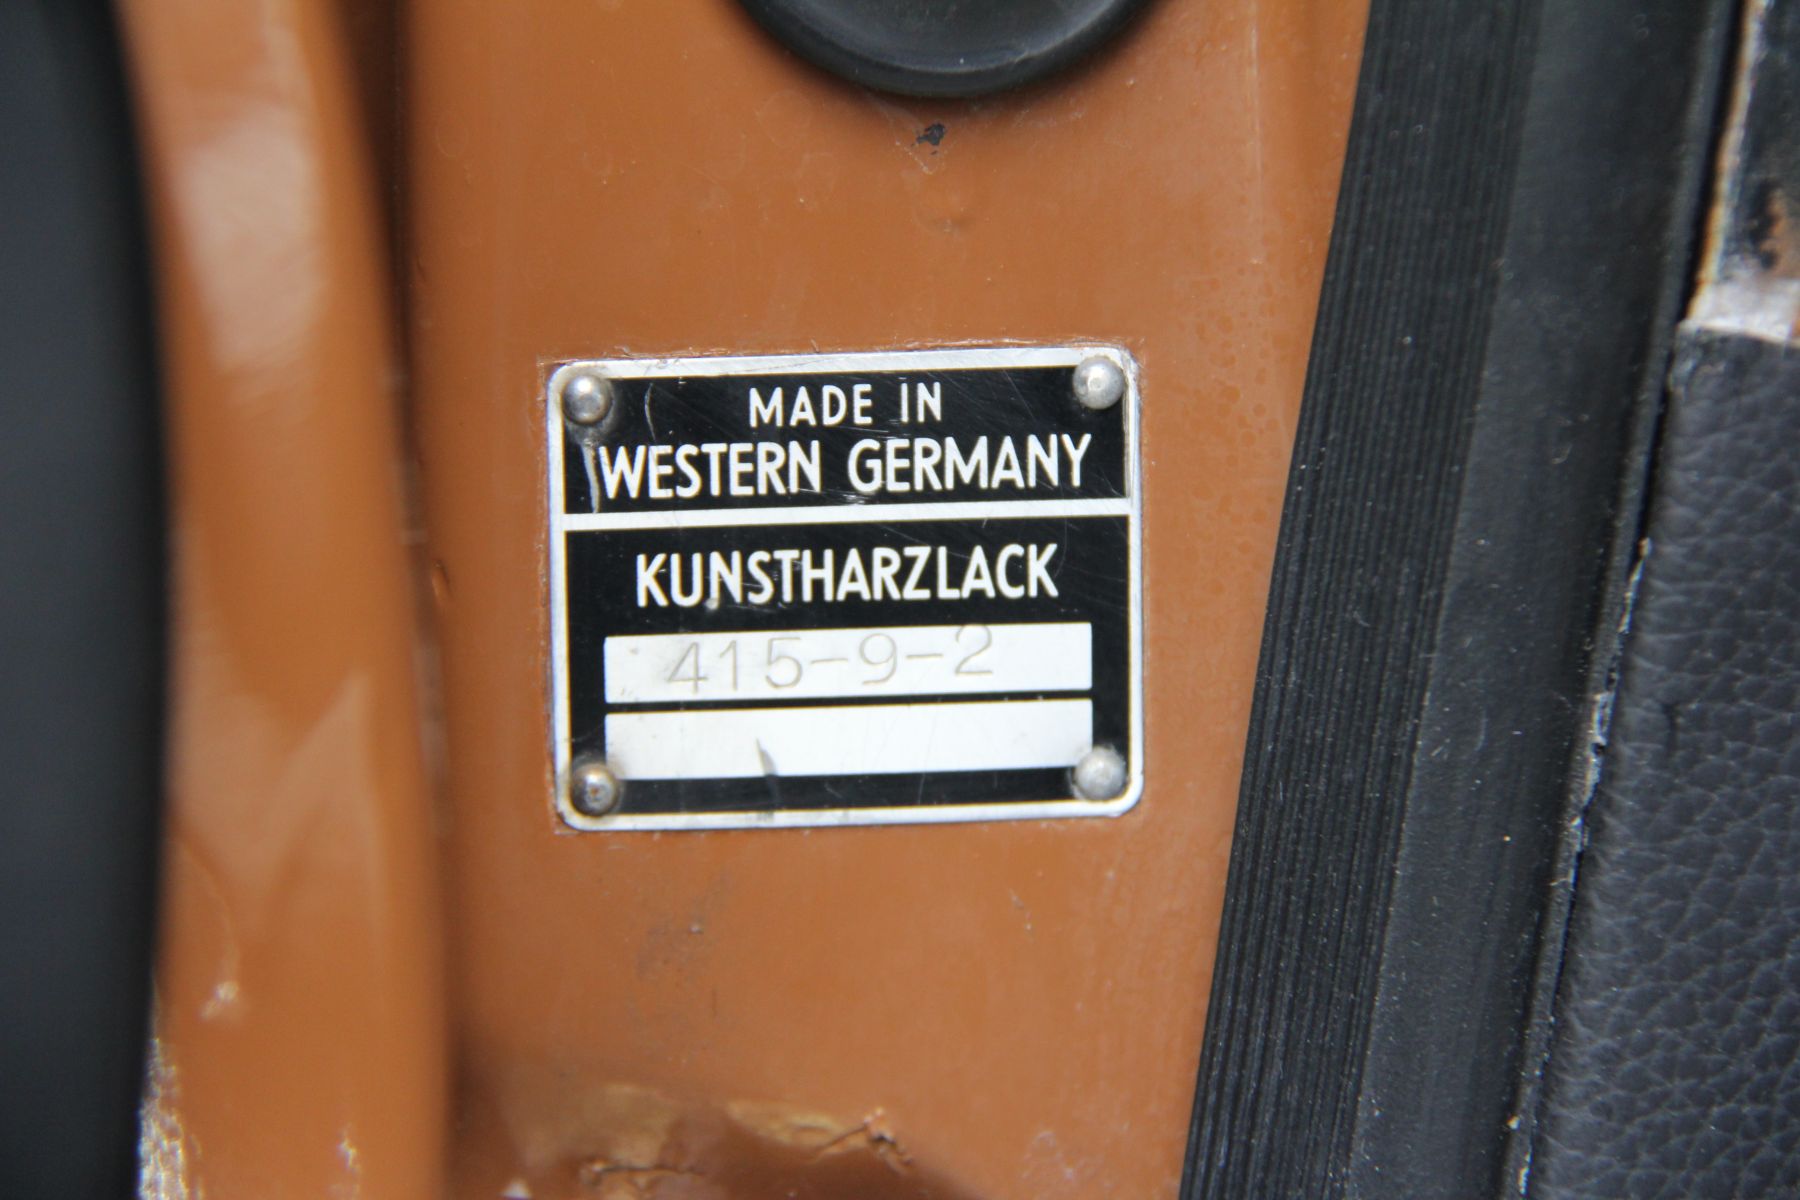 MADE IN
WESTERN GERMANY
KUNSTHARZLACK
415-9-2